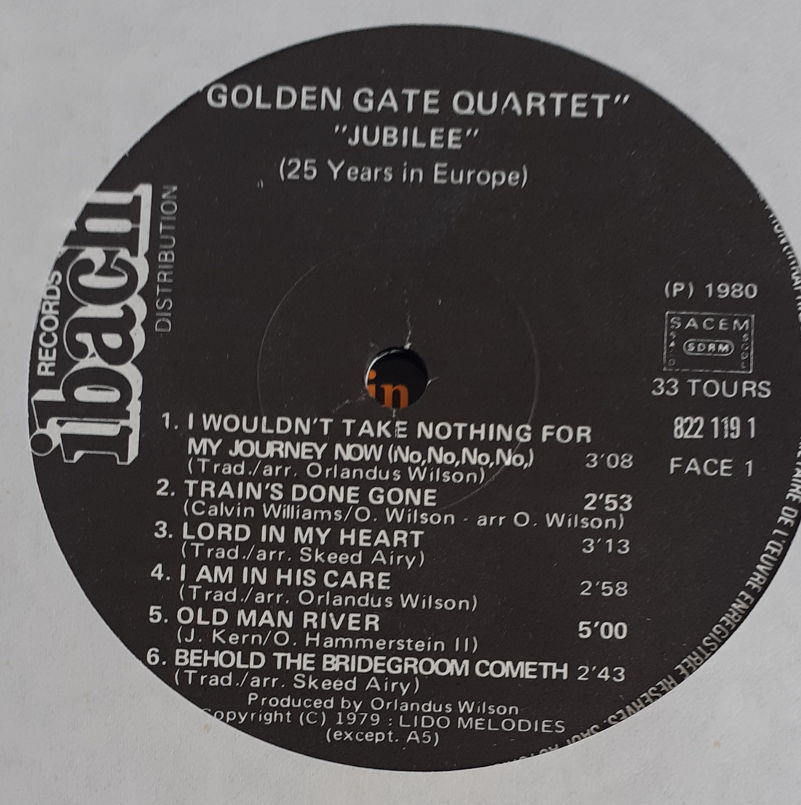 "GOLDEN GATE QUARTET"
"JUBILEE"
(25 Years in Europe)
RECORDS
ibach
DISTRIBUTION
(P) 1980
SACEM
SDRM
33 TOURS
822 119 1
FACE 1
in
1. I WOULDN'T TAKE NOTHING FOR
MY JOURNEY NOW (No,No,No,No,) 3'08
(Trad./arr. Orlandus Wilson)
2. TRAIN'S DONE GONE 2'53
(Calvin Williams/O. Wilson - arr O. Wilson)
3. LORD IN MY HEART 3'13
(Trad./arr. Skeed Airy)
4. I AM IN HIS CARE 2'58
(Trad./arr. Orlandus Wilson)
5. OLD MAN RIVER 5'00
(J. Kern/O. Hammerstein II)
6. BEHOLD THE BRIDEGROOM COMETH 2'43
(Trad./arr. Skeed Airy)
Produced by Orlandus Wilson
Copyright (C) 1979 : LIDO MELODIES
(except. A5)
DE L'ŒUVRE ENREGISTREE RESERVES. SAUF